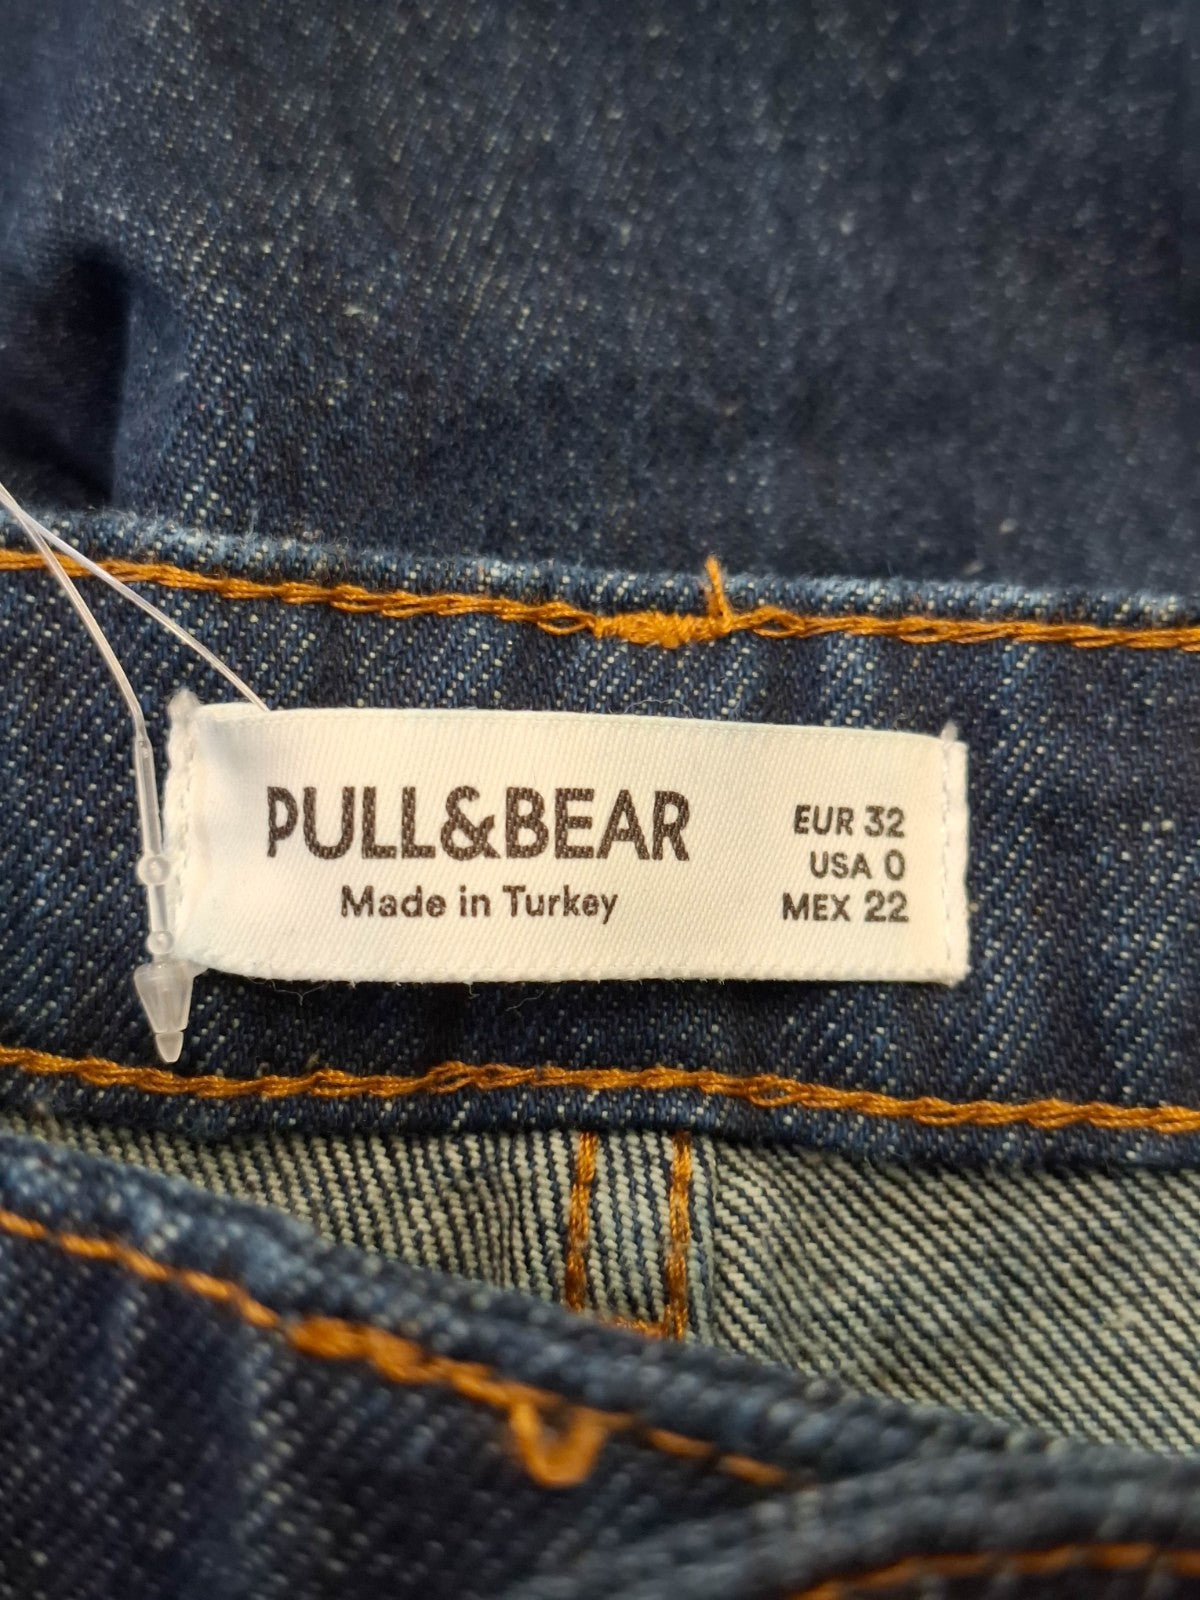 PULL&BEAR
Made in Turkey
EUR 32
USA 0
MEX 22